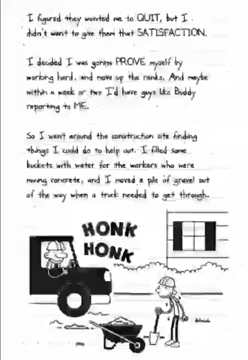 I figured they wanted me to QUIT, but I
didn't want to give them that SATISFACTION.
I decided I was gonna PROVE myself by
working hard, and move up the ranks. And maybe
within a week or two I'd have guys like Buddy
reporting to ME.
So I went around the construction site finding
things I could do to help out. I filled some
buckets with water for the workers who were
mixing concrete, and I moved a pile of gravel out
of the way when a truck needed to get through.
HONK
HONK